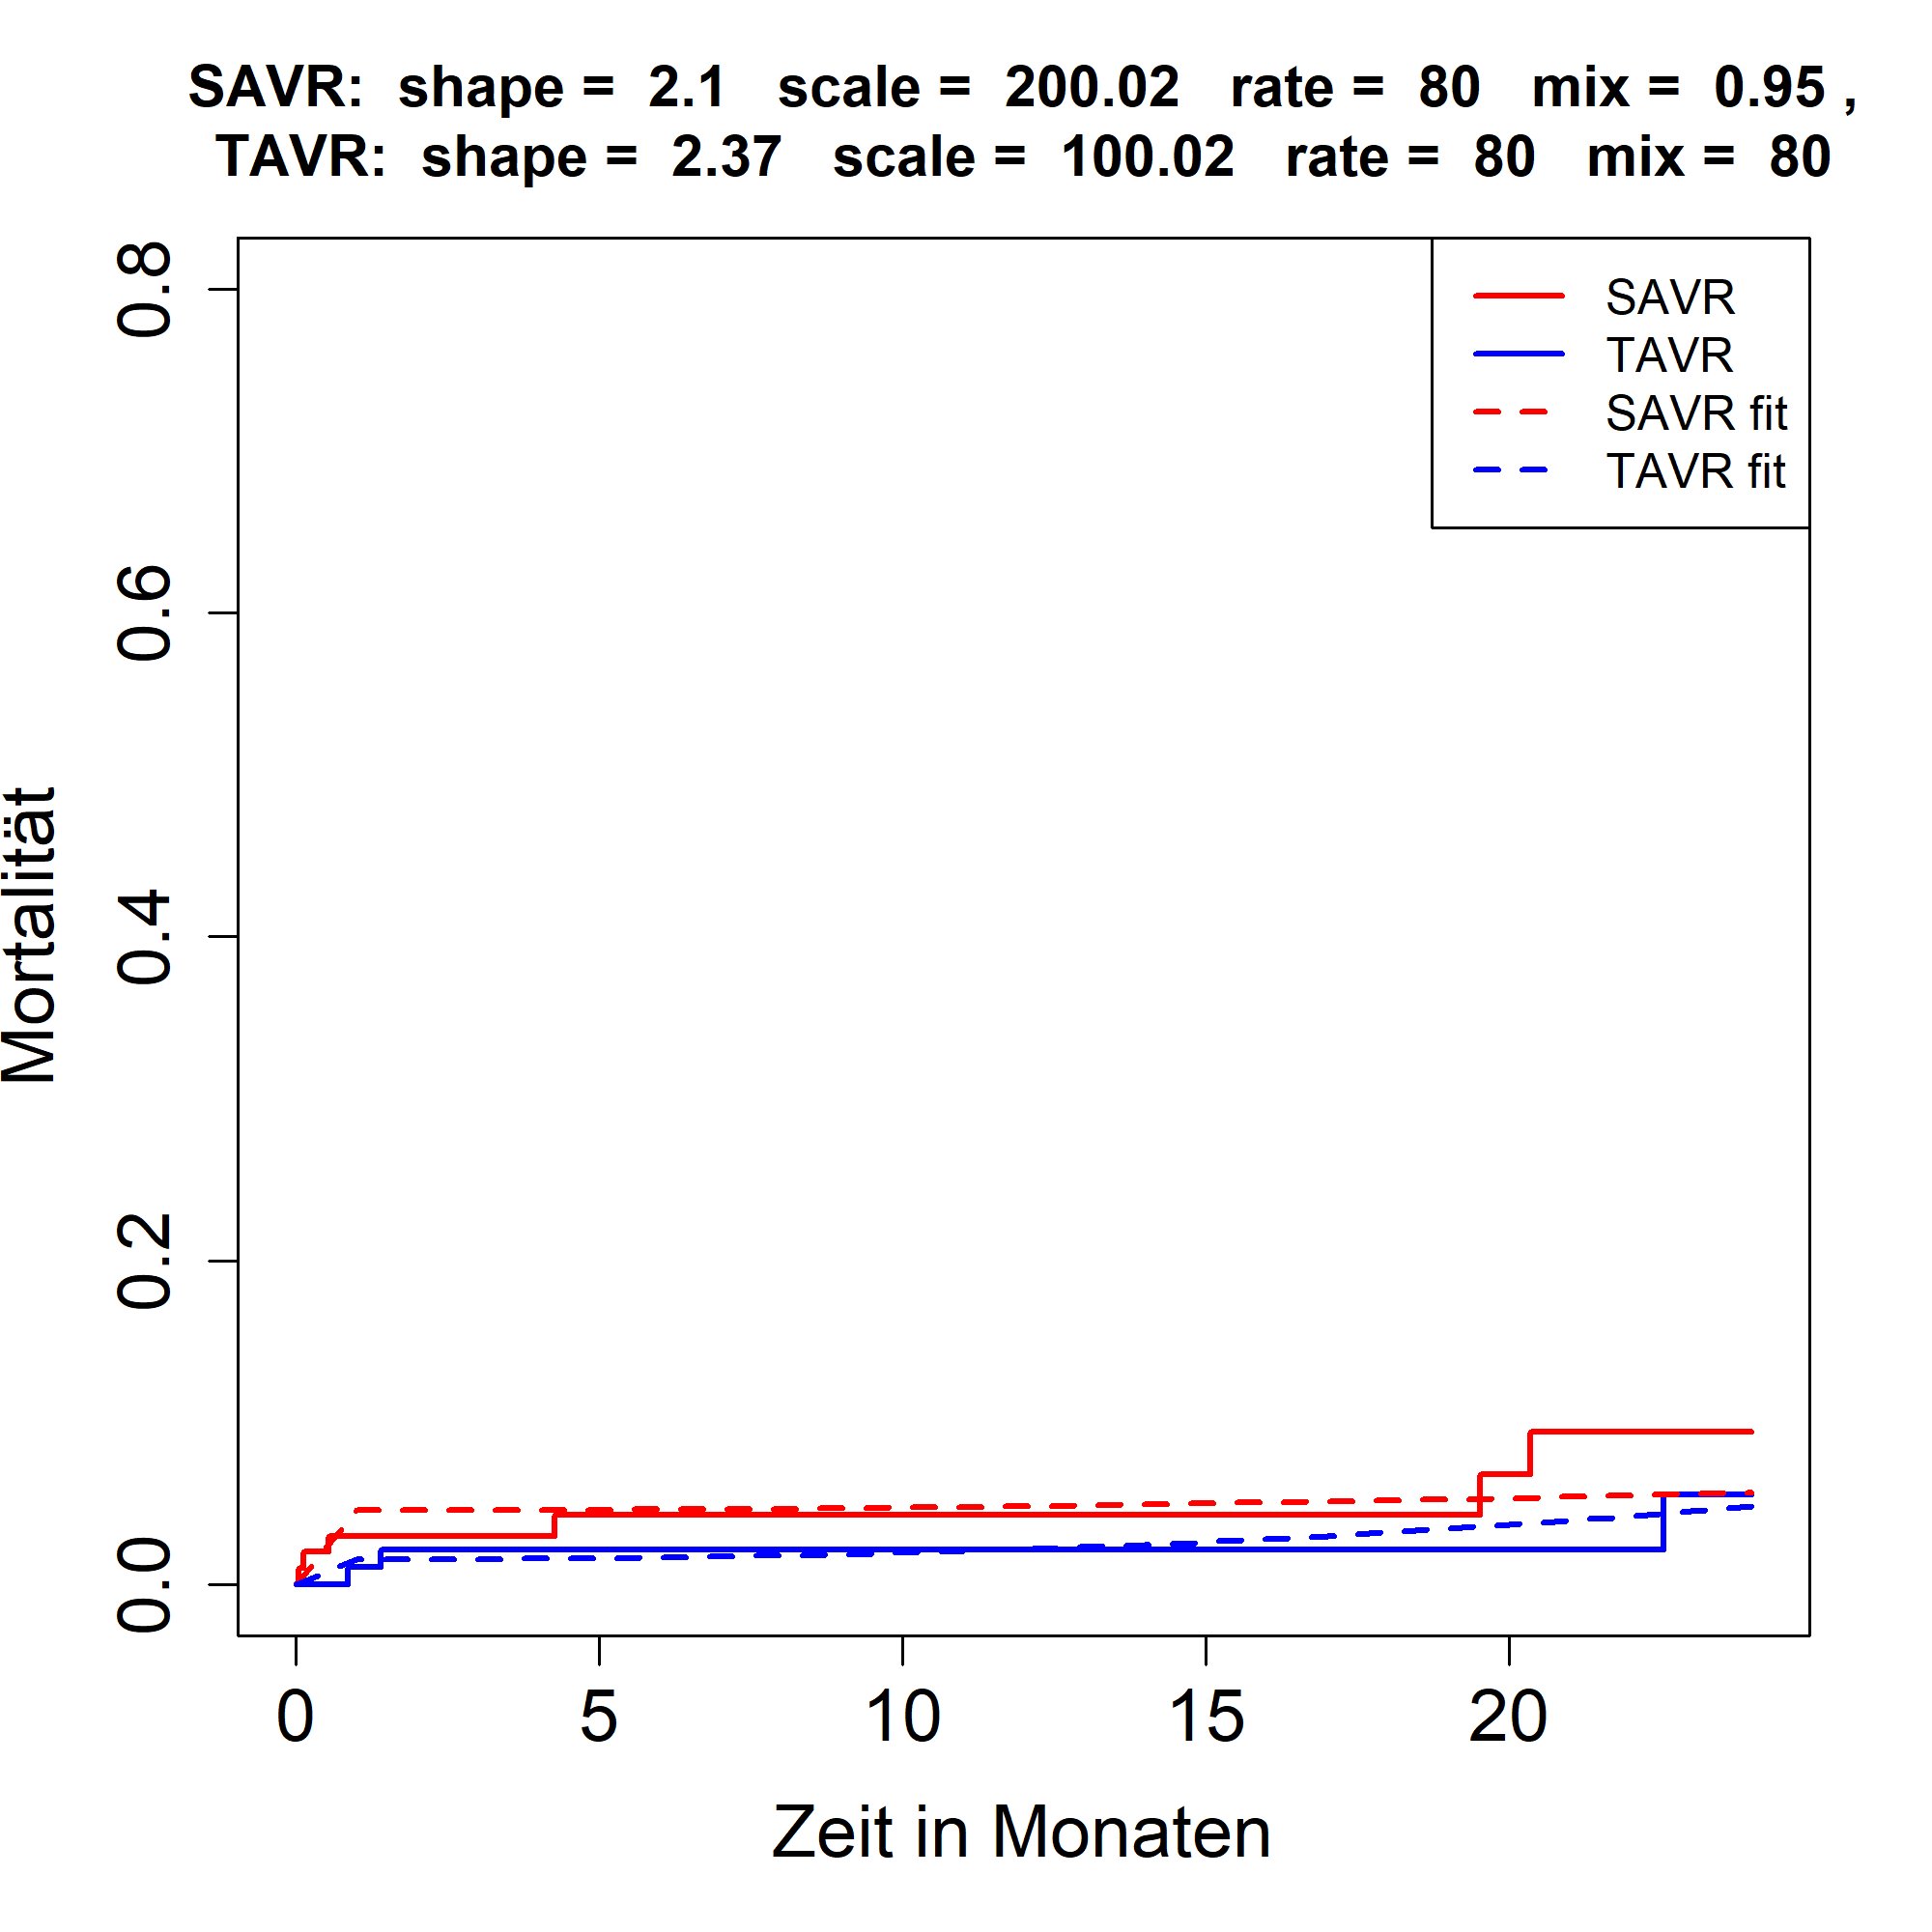 SAVR: shape = 2.1 scale = 200.02 rate = 80 mix = 0.95 ,
TAVR: shape = 2.37 scale = 100.02 rate = 80 mix = 80
SAVR
TAVR
SAVR fit
TAVR fit
0.8
0.6
0.4
0.2
0.0
Mortalität
0 5 10 15 20
Zeit in Monaten